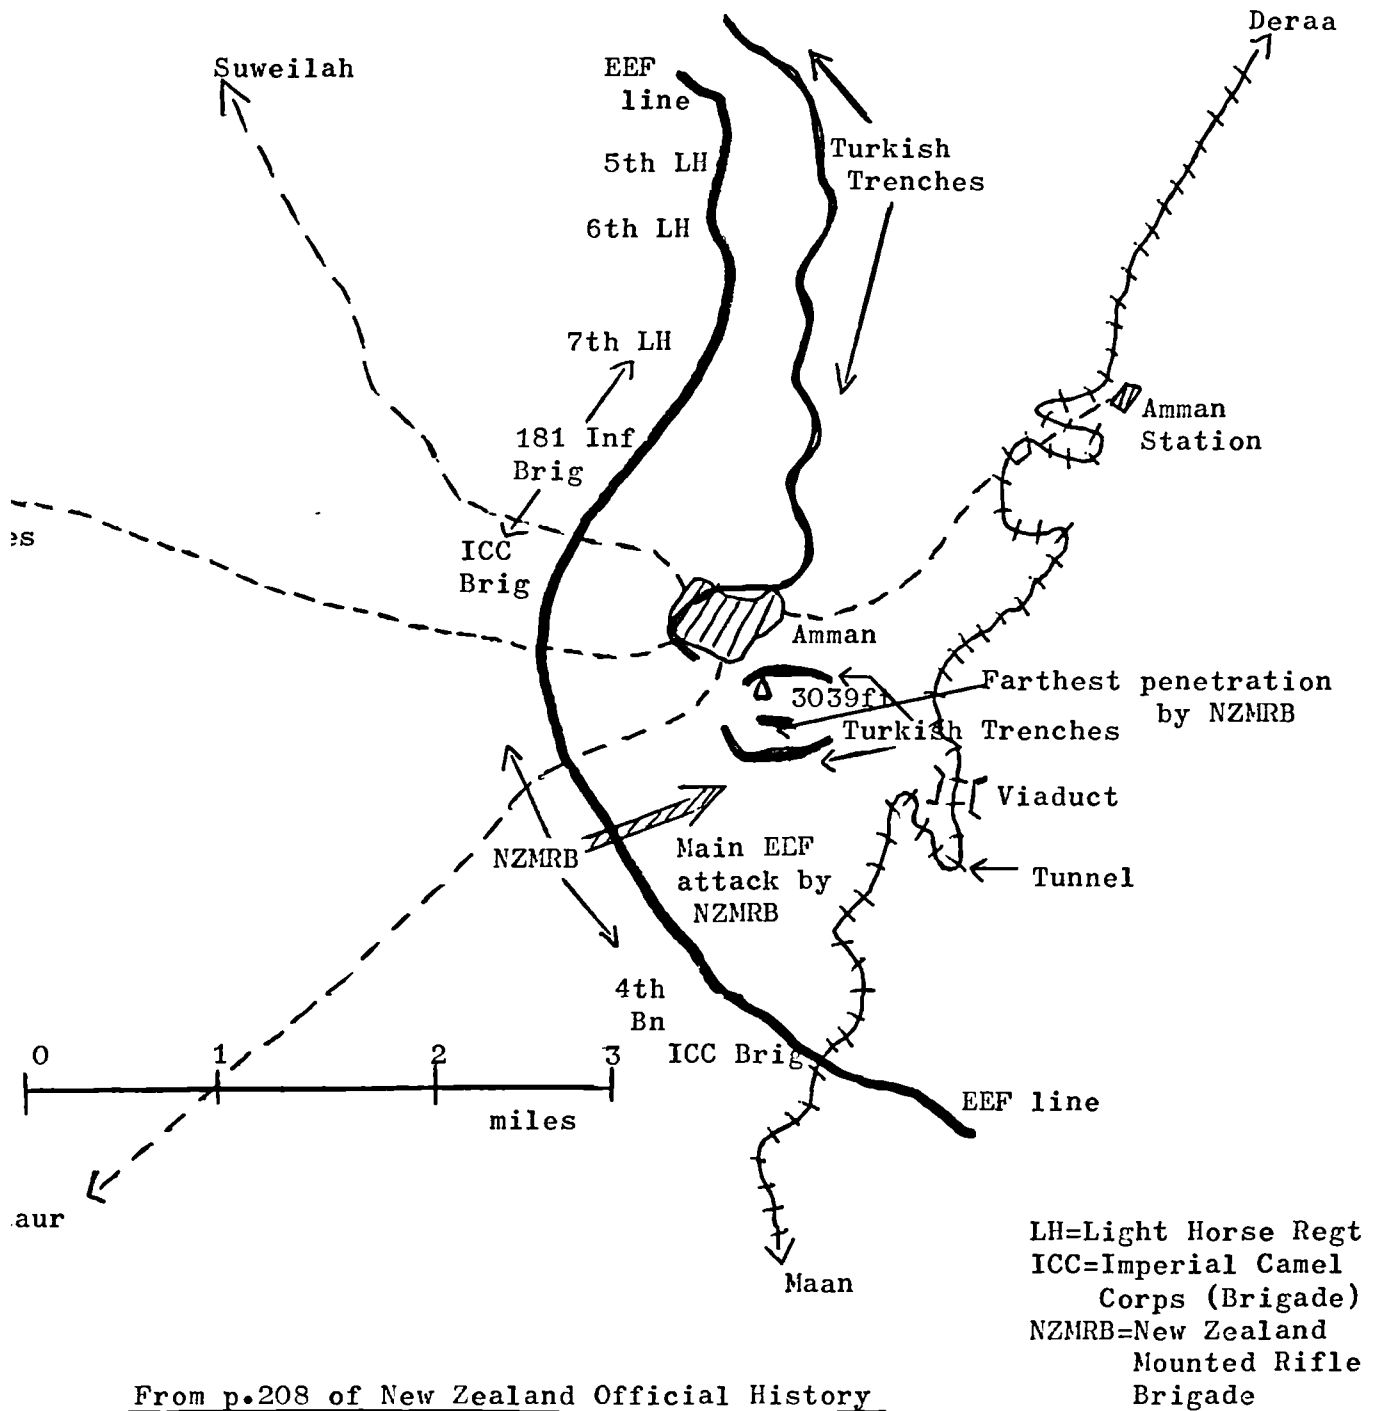 Deraa
Suweilah
EEF
line
5th LH
Turkish
Trenches
6th LH
7th LH
Amman
Station
181 Inf
Brig
es
ICC
Brig
Amman
Farthest penetration
by NZMRB
3039ft
Turkish Trenches
Viaduct
NZMRB
Main EEF
attack by
NZMRB
Tunnel
4th
Bn
ICC Brig
0 1 2 3
miles
EEF line
aur
Maan
LH=Light Horse Regt
ICC=Imperial Camel
Corps (Brigade)
NZMRB=New Zealand
Mounted Rifle
Brigade
From p.208 of New Zealand Official History